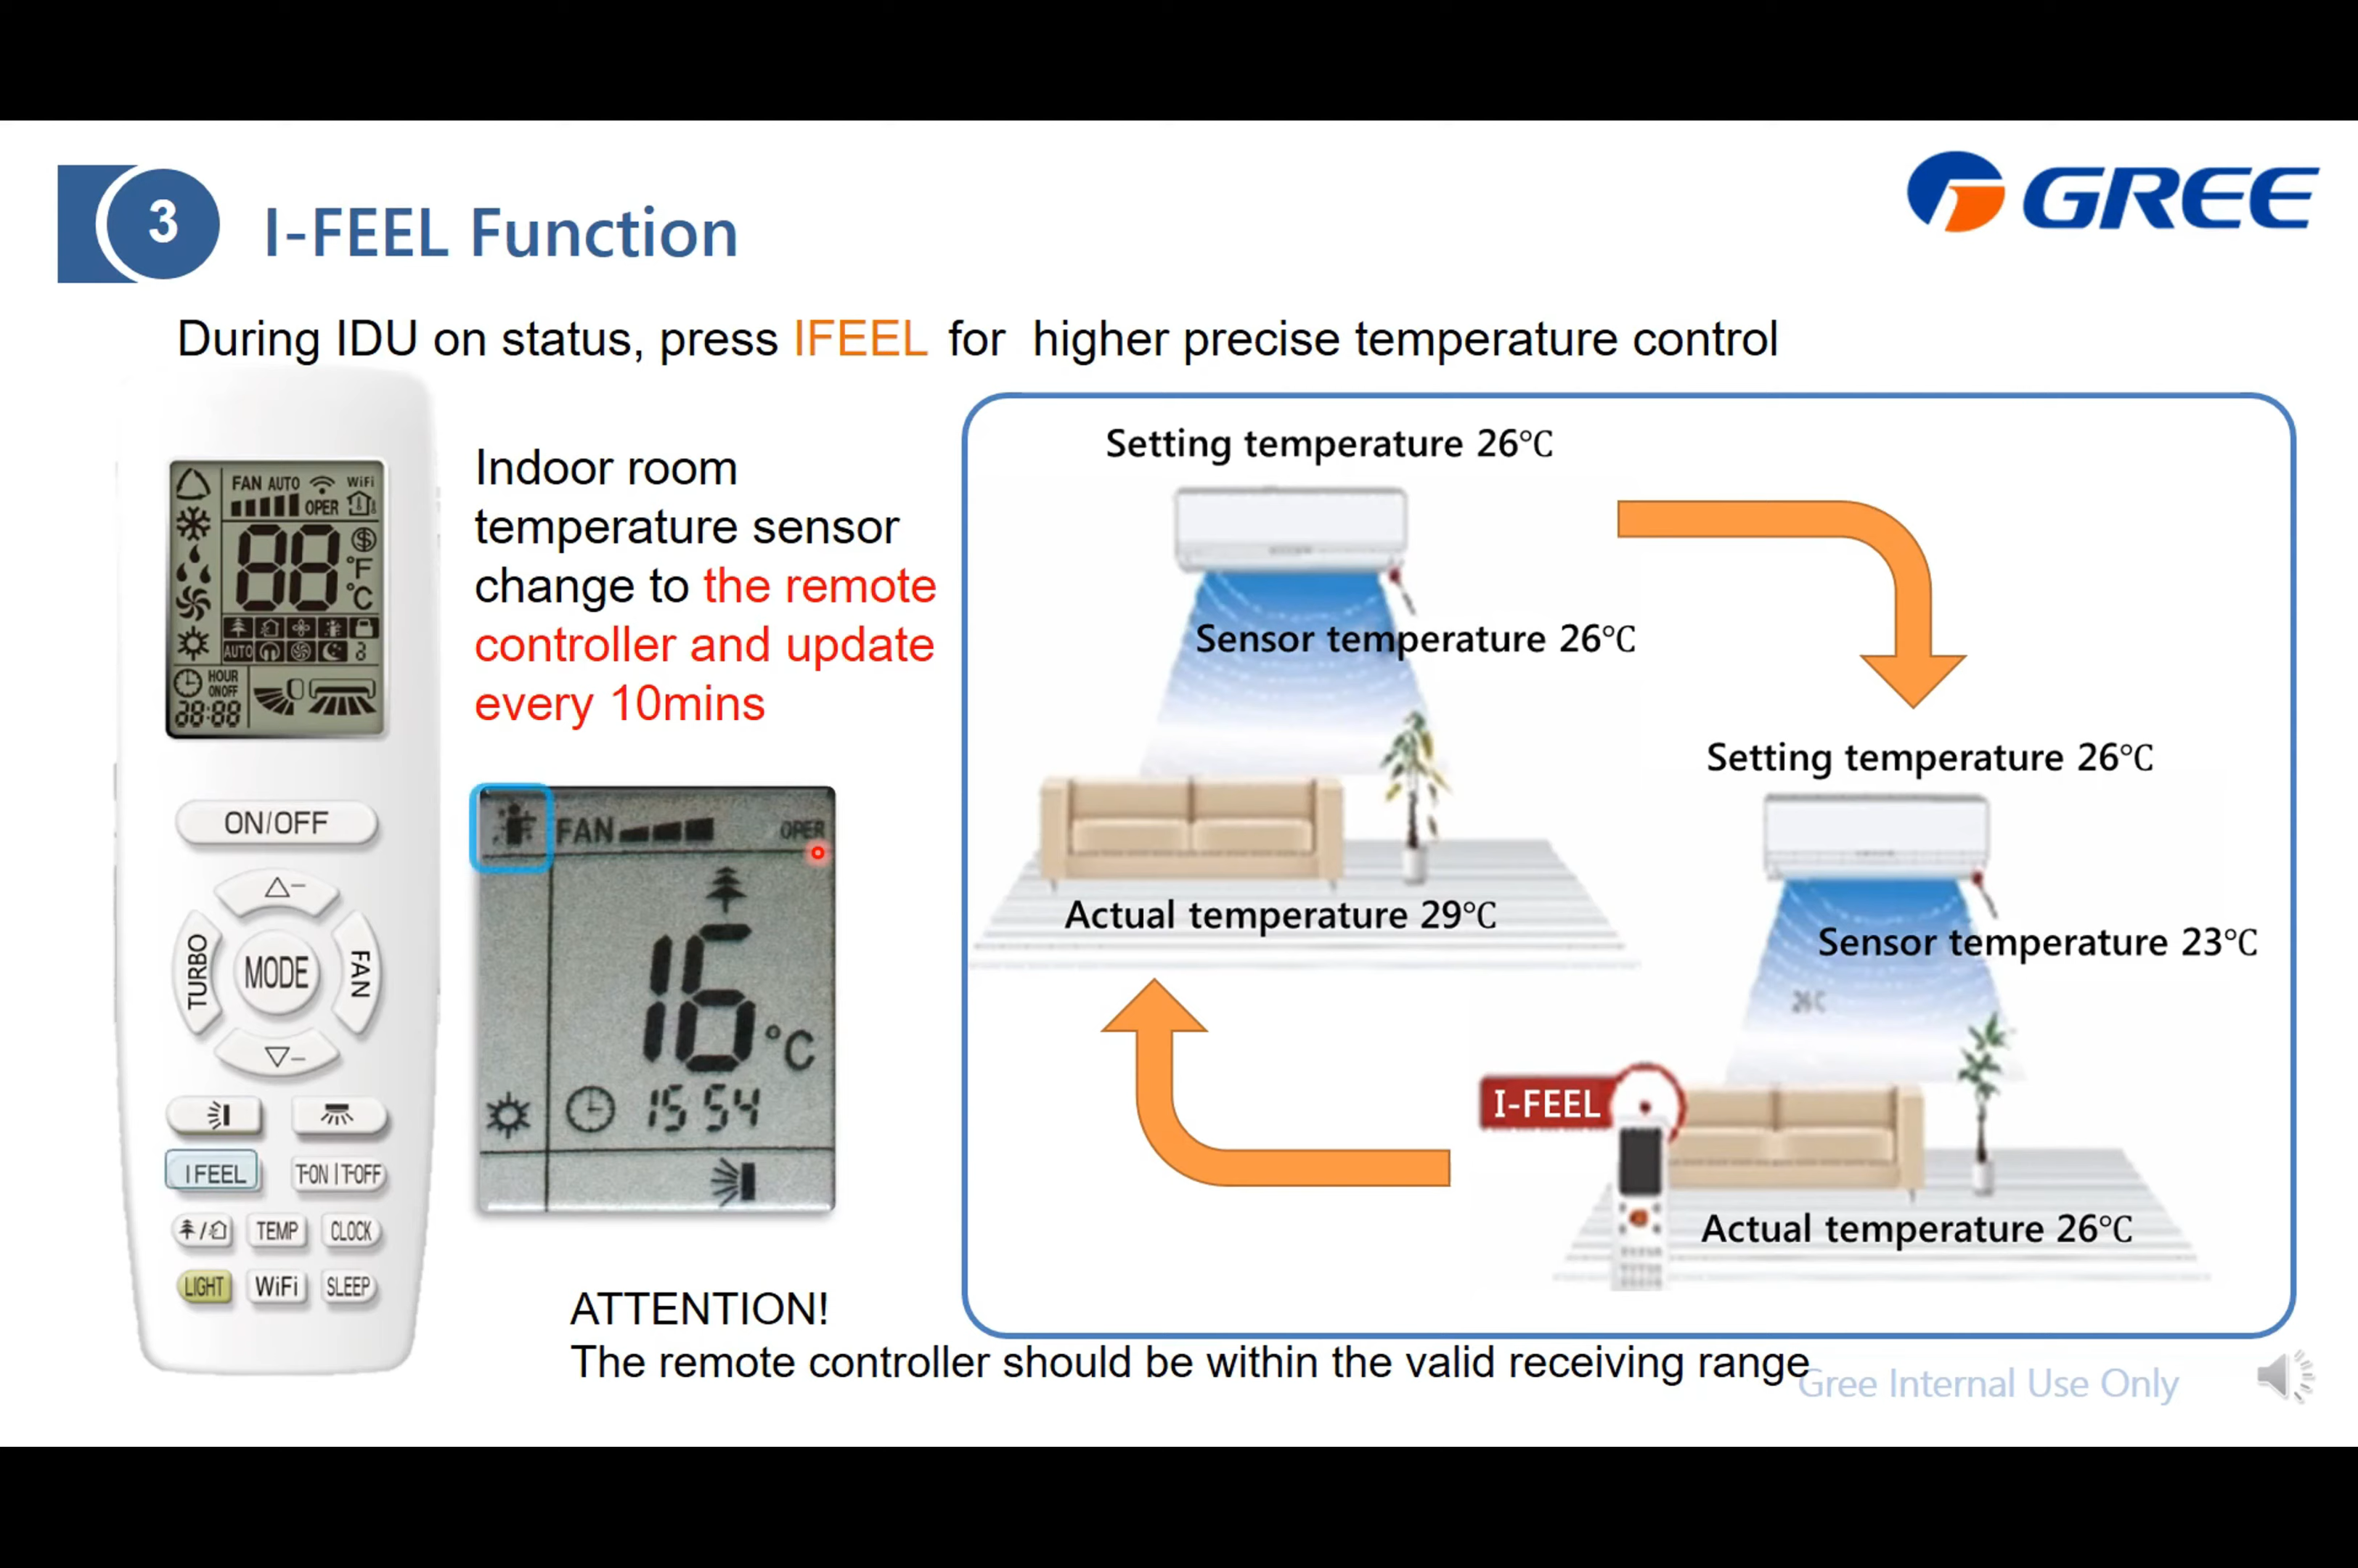 3
I-FEEL Function
GREE
During IDU on status, press IFEEL for higher precise temperature control
FAN AUTO WiFi
OPER
88
$
°F
°C
AUTO
HOUR
ON OFF
88:88
ON/OFF
TURBO
MODE
FAN
I FEEL
T-ON | T-OFF
TEMP
CLOCK
LIGHT
WiFi
SLEEP
Indoor room
temperature sensor
change to the remote
controller and update
every 10mins
FAN
OPER
16 °C
15 54
Setting temperature 26℃
Sensor temperature 26℃
Actual temperature 29℃
Setting temperature 26℃
Sensor temperature 23℃
I-FEEL
Actual temperature 26℃
ATTENTION!
The remote controller should be within the valid receiving range
Gree Internal Use Only